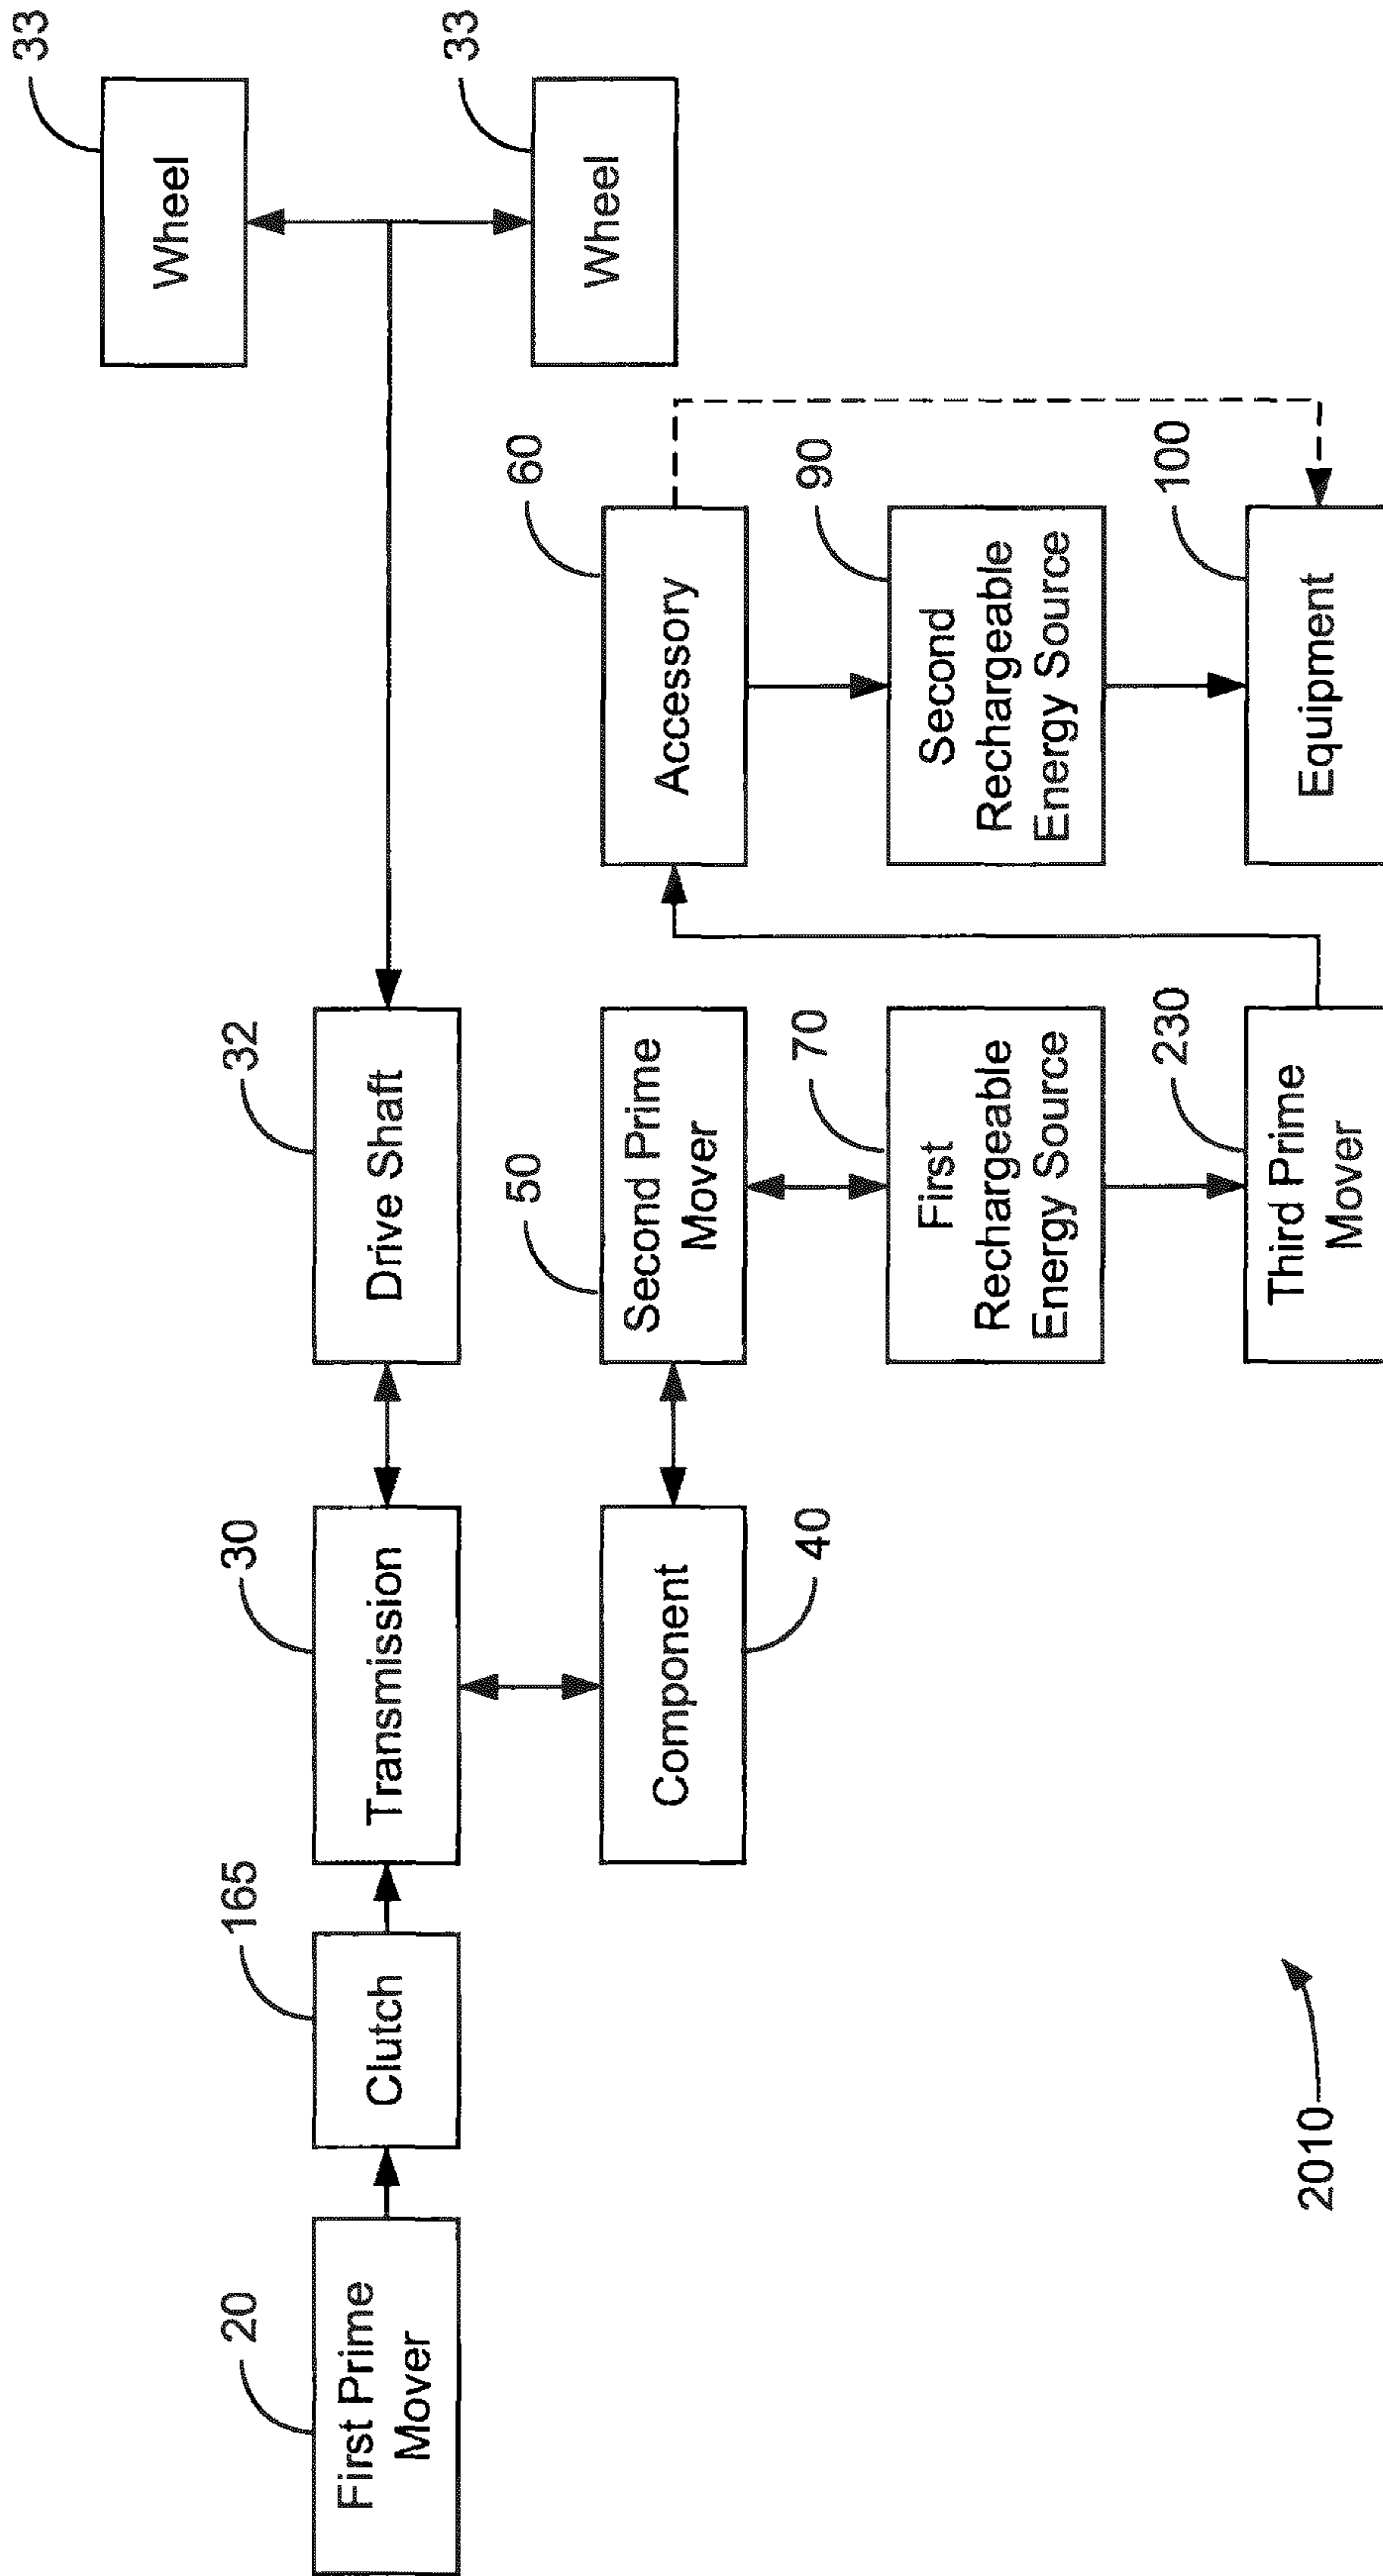 33
Wheel
33
Wheel
20
First Prime
Mover
165
Clutch
30
Transmission
32
Drive Shaft
40
Component
50
Second Prime
Mover
60
Accessory
70
First
Rechargeable
Energy Source
90
Second
Rechargeable
Energy Source
230
Third Prime
Mover
100
Equipment
2010